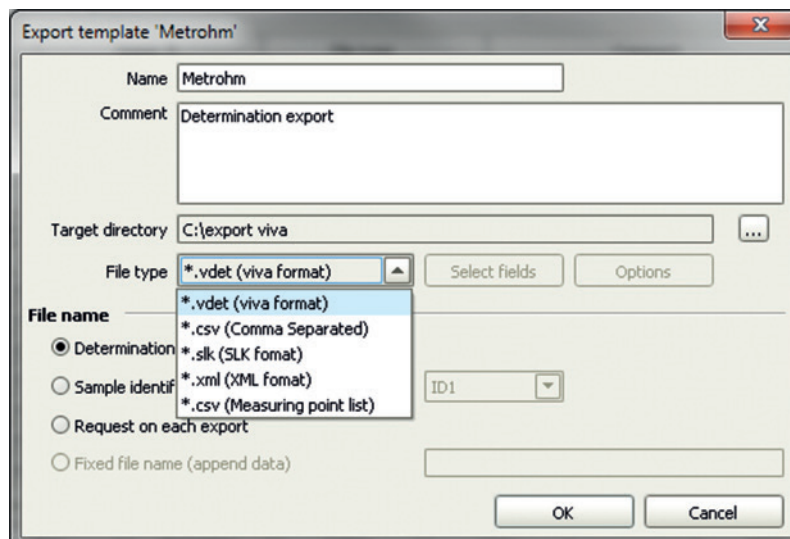 Export template 'Metrohm'
Name Metrohm
Comment Determination export
Target directory C:\export viva ...
File type *.vdet (viva format) Select fields Options
*.vdet (viva format)
File name
*.csv (Comma Separated)
Determination
*.slk (SLK fomat)
Sample identif
*.xml (XML fomat)
ID1
*.csv (Measuring point list)
Request on each export
Fixed file name (append data)
OK Cancel